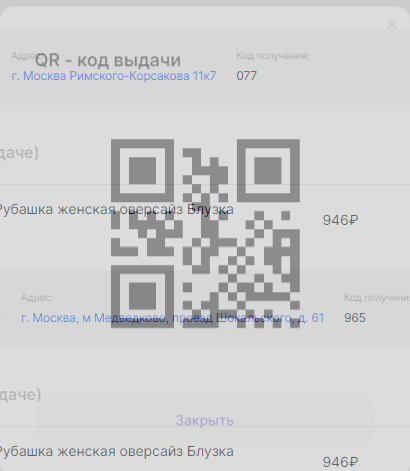 Адрес:
QR - код выдачи
Код получения:
г. Москва Римского-Корсакова 11к7
077
даче)
Рубашка женская оверсайз Блузка
946₽
Адрес:
Код получени
г. Москва, м Медведково, проезд Шокальского, д. 61
965
даче)
Закрыть
Рубашка женская оверсайз Блузка
946₽